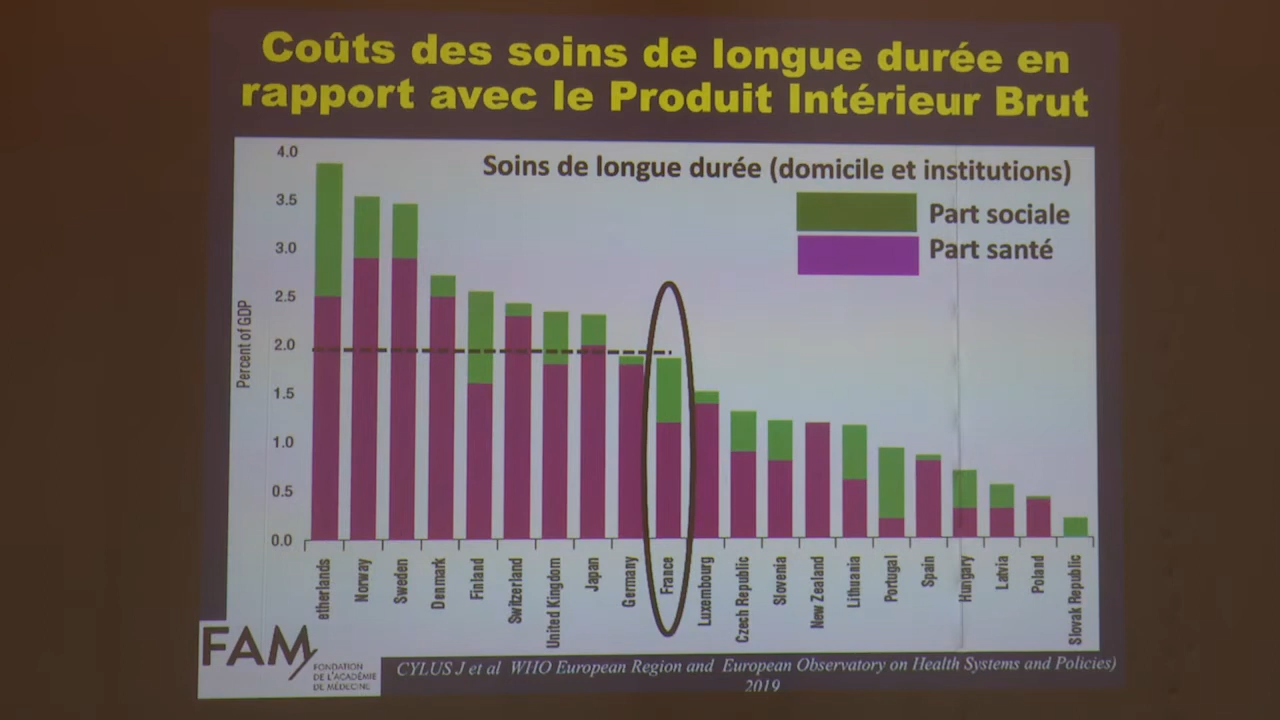 Coûts des soins de longue durée en
rapport avec le Produit Intérieur Brut
Soins de longue durée (domicile et institutions)
Part sociale
Part santé
Percent of GDP
4.0
3.5
3.0
2.5
2.0
1.5
1.0
0.5
0.0
etherlands
Norway
Sweden
Denmark
Finland
Switzerland
United Kingdom
Japan
Germany
France
Luxembourg
Czech Republic
Slovenia
New Zealand
Lithuania
Portugal
Spain
Hungary
Latvia
Poland
Slovak Republic
FAM
FONDATION
DE L'ACADÉMIE
DE MÉDECINE
CYLUS J et al WHO European Region and European Observatory on Health Systems and Policies)
2019